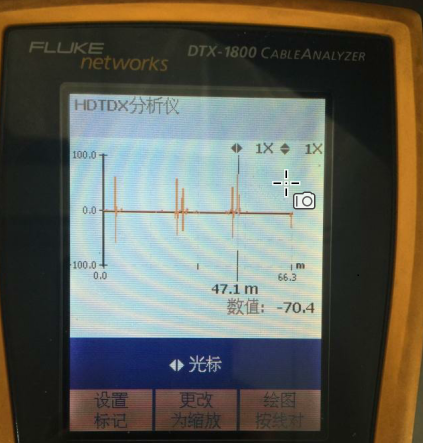 FLUKE
networks
DTX-1800 CABLEANALYZER
HDTDX分析仪
1X 1X
100.0
0.0
-100.0
0.0
m
66.3
47.1 m
数值: -70.4
光标
设置
标记
更改
为缩放
绘图
按线对